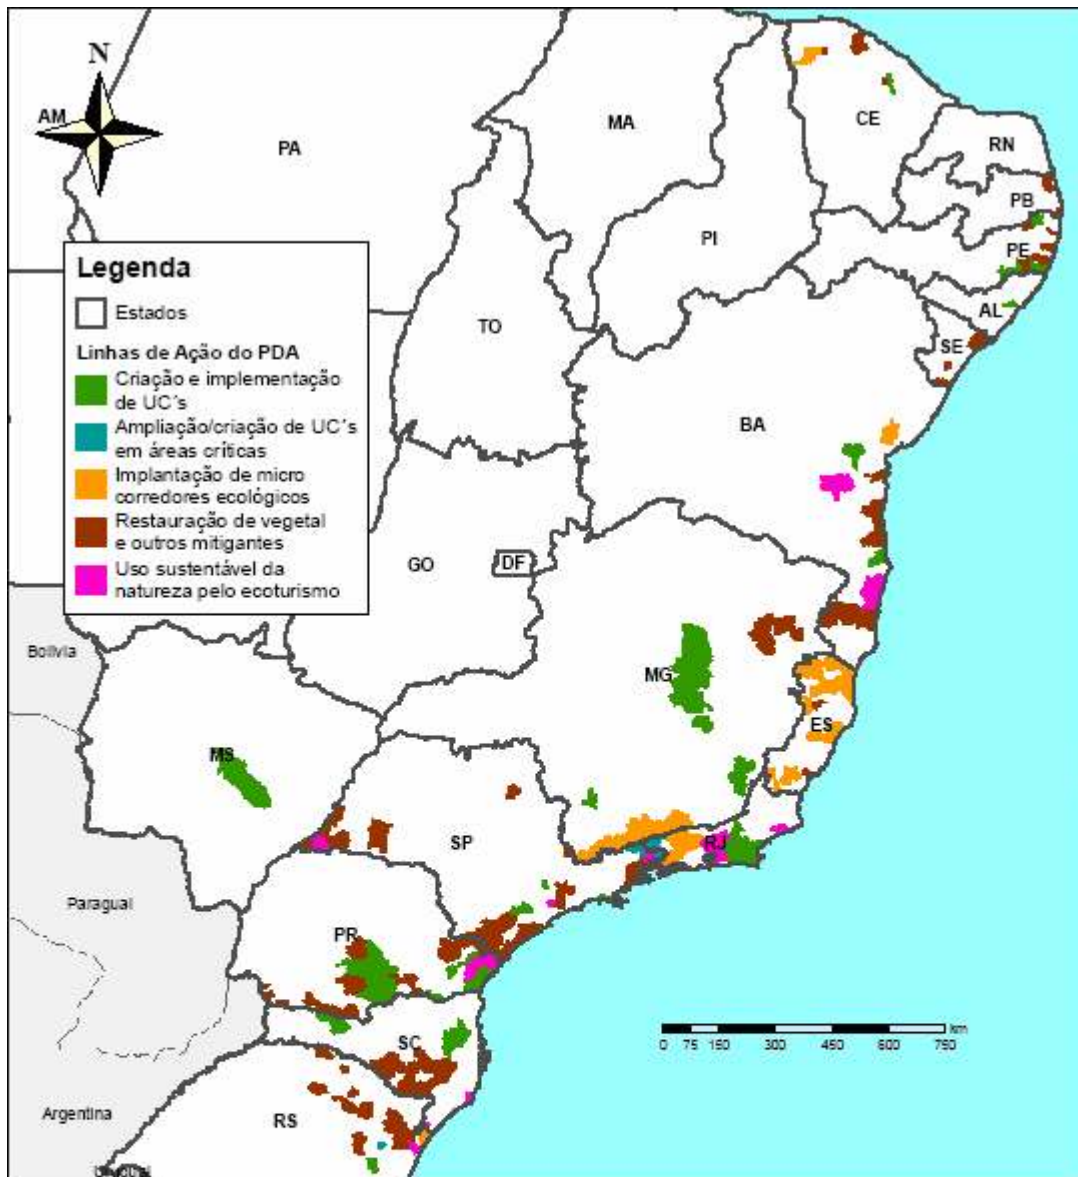 N
AM
PA
MA
CE
RN
PB
PI
PE
AL
SE
TO
BA
GO
DF
MG
ES
MS
SP
RJ
PR
SC
RS
Legenda
Estados
Linhas de Ação do PDA
Criação e implementação
de UC´s
Ampliação/criação de UC´s
em áreas críticas
Implantação de micro
corredores ecológicos
Restauração de vegetal
e outros mitigantes
Uso sustentável da
natureza pelo ecoturismo
Bolívia
Paraguai
Argentina
Uruguai
km
0 75 150 300 450 600 750